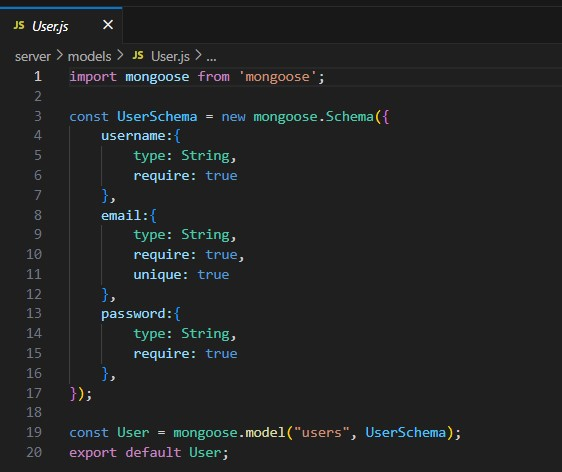 JS User.js ×
server > models > JS User.js > ...
1 import mongoose from 'mongoose';
2
3 const UserSchema = new mongoose.Schema({
4     username:{
5         type: String,
6         require: true
7     },
8     email:{
9         type: String,
10         require: true,
11         unique: true
12     },
13     password:{
14         type: String,
15         require: true
16     },
17 });
18
19 const User = mongoose.model("users", UserSchema);
20 export default User;